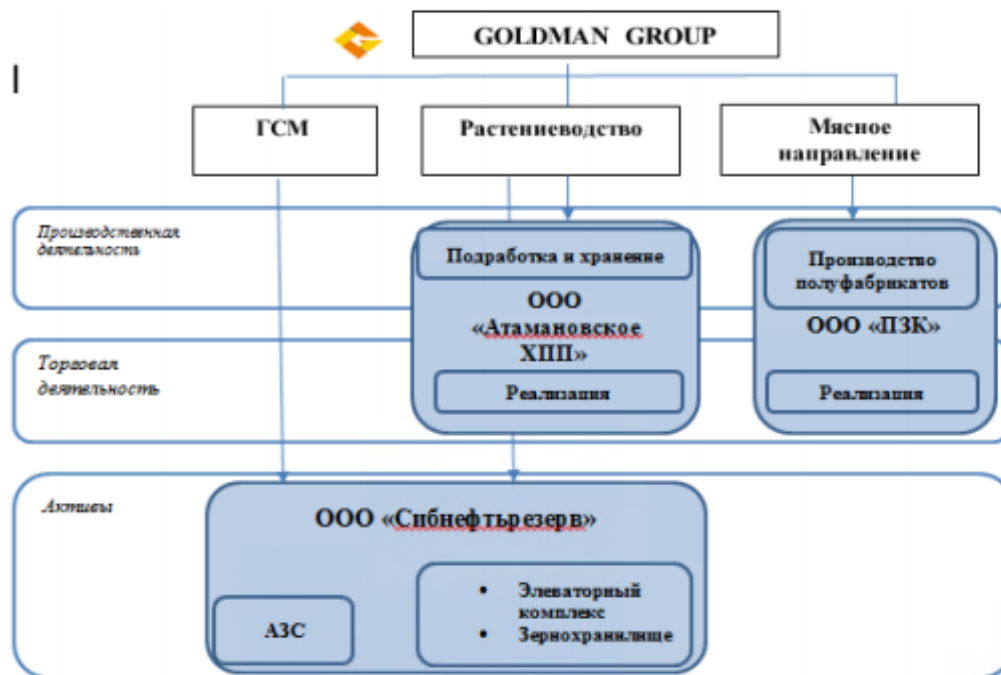 GOLDMAN GROUP
ГСМ
Растениеводство
Мясное
направление
Производственная
деятельность
Подработка и хранение
ООО
«Атамановское
ХПП»
Реализация
Производство
полуфабрикатов
ООО «ПЗК»
Реализация
Торговая
деятельность
Активы
ООО «Сибнефтьрезерв»
АЗС
• Элеваторный
комплекс
• Зернохранилище